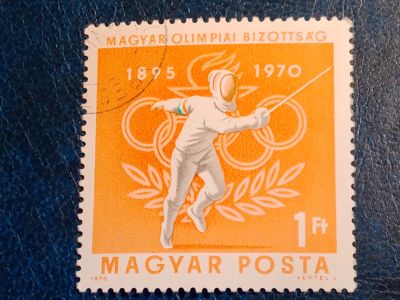 MAGYAR OLIMPIAI BIZOTTSÁG
1895 1970
1 Ft
MAGYAR POSTA
1970. VERTEL J.